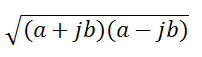 √(a + jb)(a − jb)